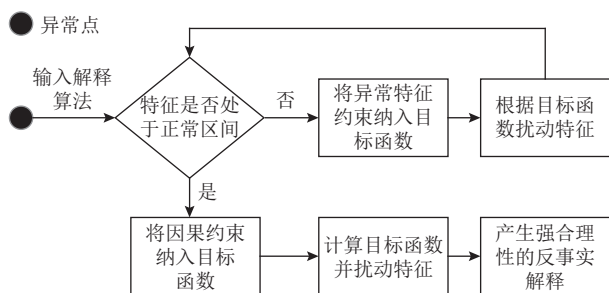 异常点
输入解释
算法
特征是否处
于正常区间
否
将异常特征
约束纳入目
标函数
根据目标函
数扰动特征
是
将因果约束
纳入目标
函数
计算目标函数
并扰动特征
产生强合理
性的反事实
解释